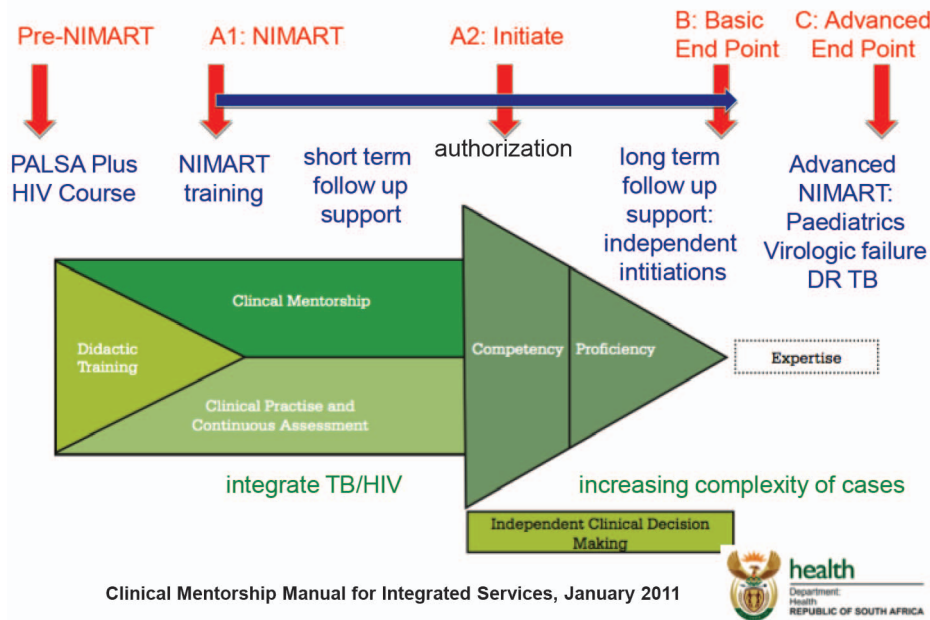 Pre-NIMART
A1: NIMART
A2: Initiate
B: Basic
End Point
C: Advanced
End Point
PALSA Plus
HIV Course
NIMART
training
short term
follow up
support
authorization
long term
follow up
support:
independent
intitiations
Advanced
NIMART:
Paediatrics
Virologic failure
DR TB
Clincal Mentorship
Didactic
Training
Competency
Proficiency
Expertise
Clinical Practise and
Continuous Assessment
integrate TB/HIV
increasing complexity of cases
Independent Clinical Decision
Making
Clinical Mentorship Manual for Integrated Services, January 2011
health
Department:
Health
REPUBLIC OF SOUTH AFRICA